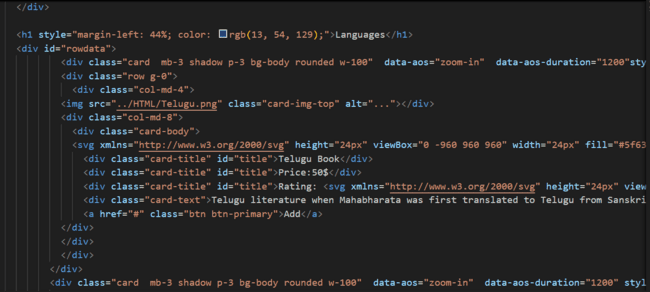 </div>
<h1 style="margin-left: 44%; color: rgb(13, 54, 129);">Languages</h1>
<div id="rowdata">
<div class="card  mb-3 shadow p-3 bg-body rounded w-100"  data-aos="zoom-in"  data-aos-duration="1200"sty
<div class="row g-0">
<div class="col-md-4">
<img src="../HTML/Telugu.png" class="card-img-top" alt="..."></div>
<div class="col-md-8">
<div class="card-body">
<svg xmlns="http://www.w3.org/2000/svg" height="24px" viewBox="0 -960 960 960" width="24px" fill="#5f63
<div class="card-title" id="title">Telugu Book</div>
<div class="card-title" id="title">Price:50$</div>
<div class="card-title" id="title">Rating: <svg xmlns="http://www.w3.org/2000/svg" height="24px" view
<div class="card-text">Telugu literature when Mahabharata was first translated to Telugu from Sanskri
<a href="#" class="btn btn-primary">Add</a>
</div>
</div>
</div>
</div>
<div class="card  mb-3 shadow p-3 bg-body rounded w-100"  data-aos="zoom-in"  data-aos-duration="1200" styl